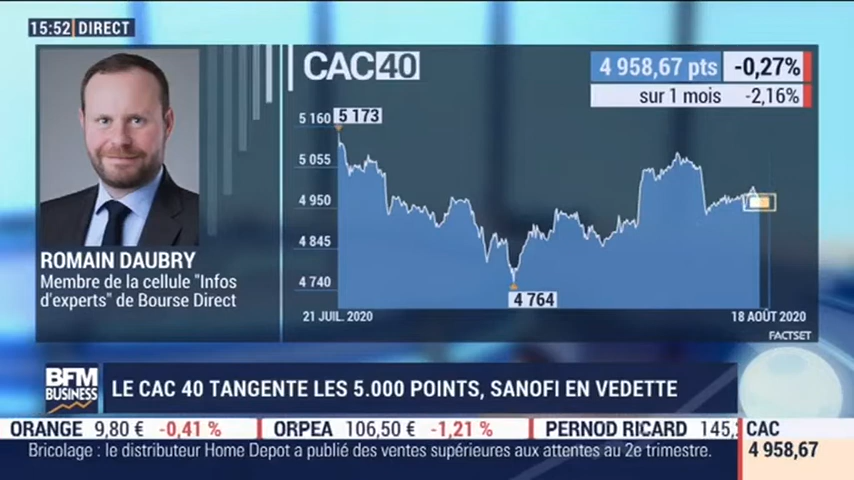 15:52 DIRECT
CAC40
4 958,67 pts -0,27%
sur 1 mois -2,16%
5 160
5 173
5 055
4 950
4 845
4 740
4 764
21 JUIL. 2020
18 AOÛT 2020
FACTSET
ROMAIN DAUBRY
Membre de la cellule "Infos
d'experts" de Bourse Direct
BFM
BUSINESS
LE CAC 40 TANGENTE LES 5.000 POINTS, SANOFI EN VEDETTE
ORANGE 9,80 € -0,41 % ORPEA 106,50 € -1,21 % PERNOD RICARD 145,
CAC
4 958,67
Bricolage : le distributeur Home Depot a publié des ventes supérieures aux attentes au 2e trimestre.